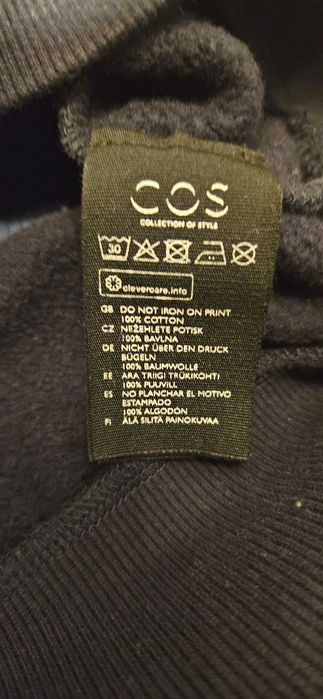 COS
COLLECTION OF STYLE
30
clevercare.info
GB DO NOT IRON ON PRINT
100% COTTON
CZ NEŽEHLETE POTISK
100% BAVLNA
DE NICHT ÜBER DEN DRUCK
BÜGELN
100% BAUMWOLLE
EE ÄRA TRIIGI TRÜKIKOHTI
100% PUUVILL
ES NO PLANCHAR EL MOTIVO
ESTAMPADO
100% ALGODÓN
FI ÄLÄ SILITÄ PAINOKUVAA